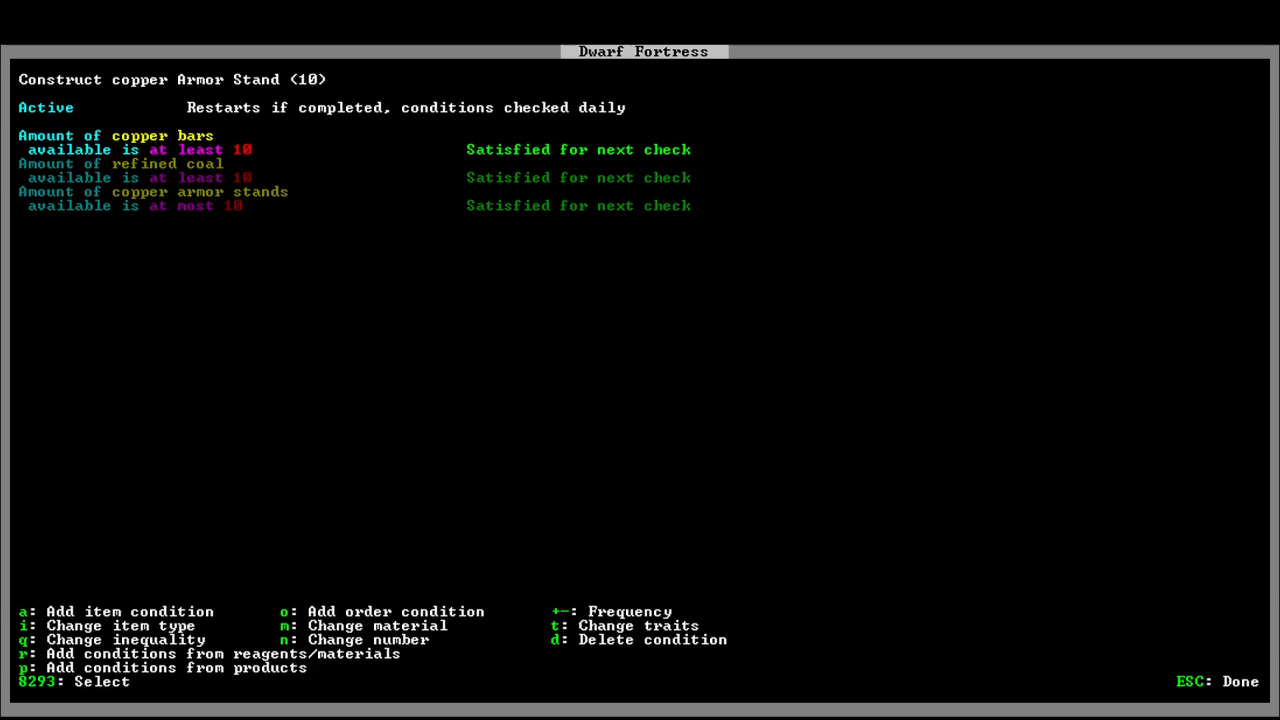 Dwarf Fortress
Construct copper Armor Stand (10)
Active Restarts if completed, conditions checked daily
Amount of copper bars
available is at least 10 Satisfied for next check
Amount of refined coal
available is at least 10 Satisfied for next check
Amount of copper armor stands
available is at most 10 Satisfied for next check
a: Add item condition o: Add order condition +-: Frequency
i: Change item type m: Change material t: Change traits
q: Change inequality n: Change number d: Delete condition
r: Add conditions from reagents/materials
p: Add conditions from products
8293: Select ESC: Done